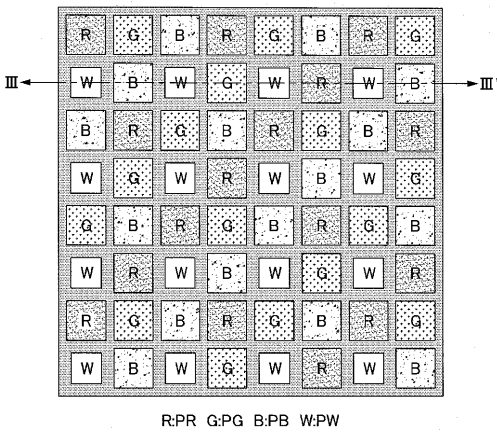 R G B R G B R G
III W B W G W R W B III'
B R G B R G B R
W G W R W B W G
G B R G B R G B
W R W B W G W R
R G B R G B R G
W B W G W R W B
R:PR G:PG B:PB W:PW